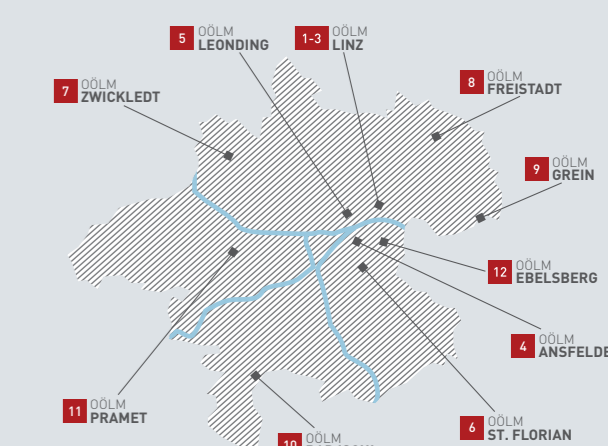 5 OÖLM
LEONDING
1-3 OÖLM
LINZ
7 OÖLM
ZWICKLEDT
8 OÖLM
FREISTADT
9 OÖLM
GREIN
12 OÖLM
EBELSBERG
4 OÖLM
ANSFELDE
11 OÖLM
PRAMET
6 OÖLM
ST. FLORIAN
10 OÖLM